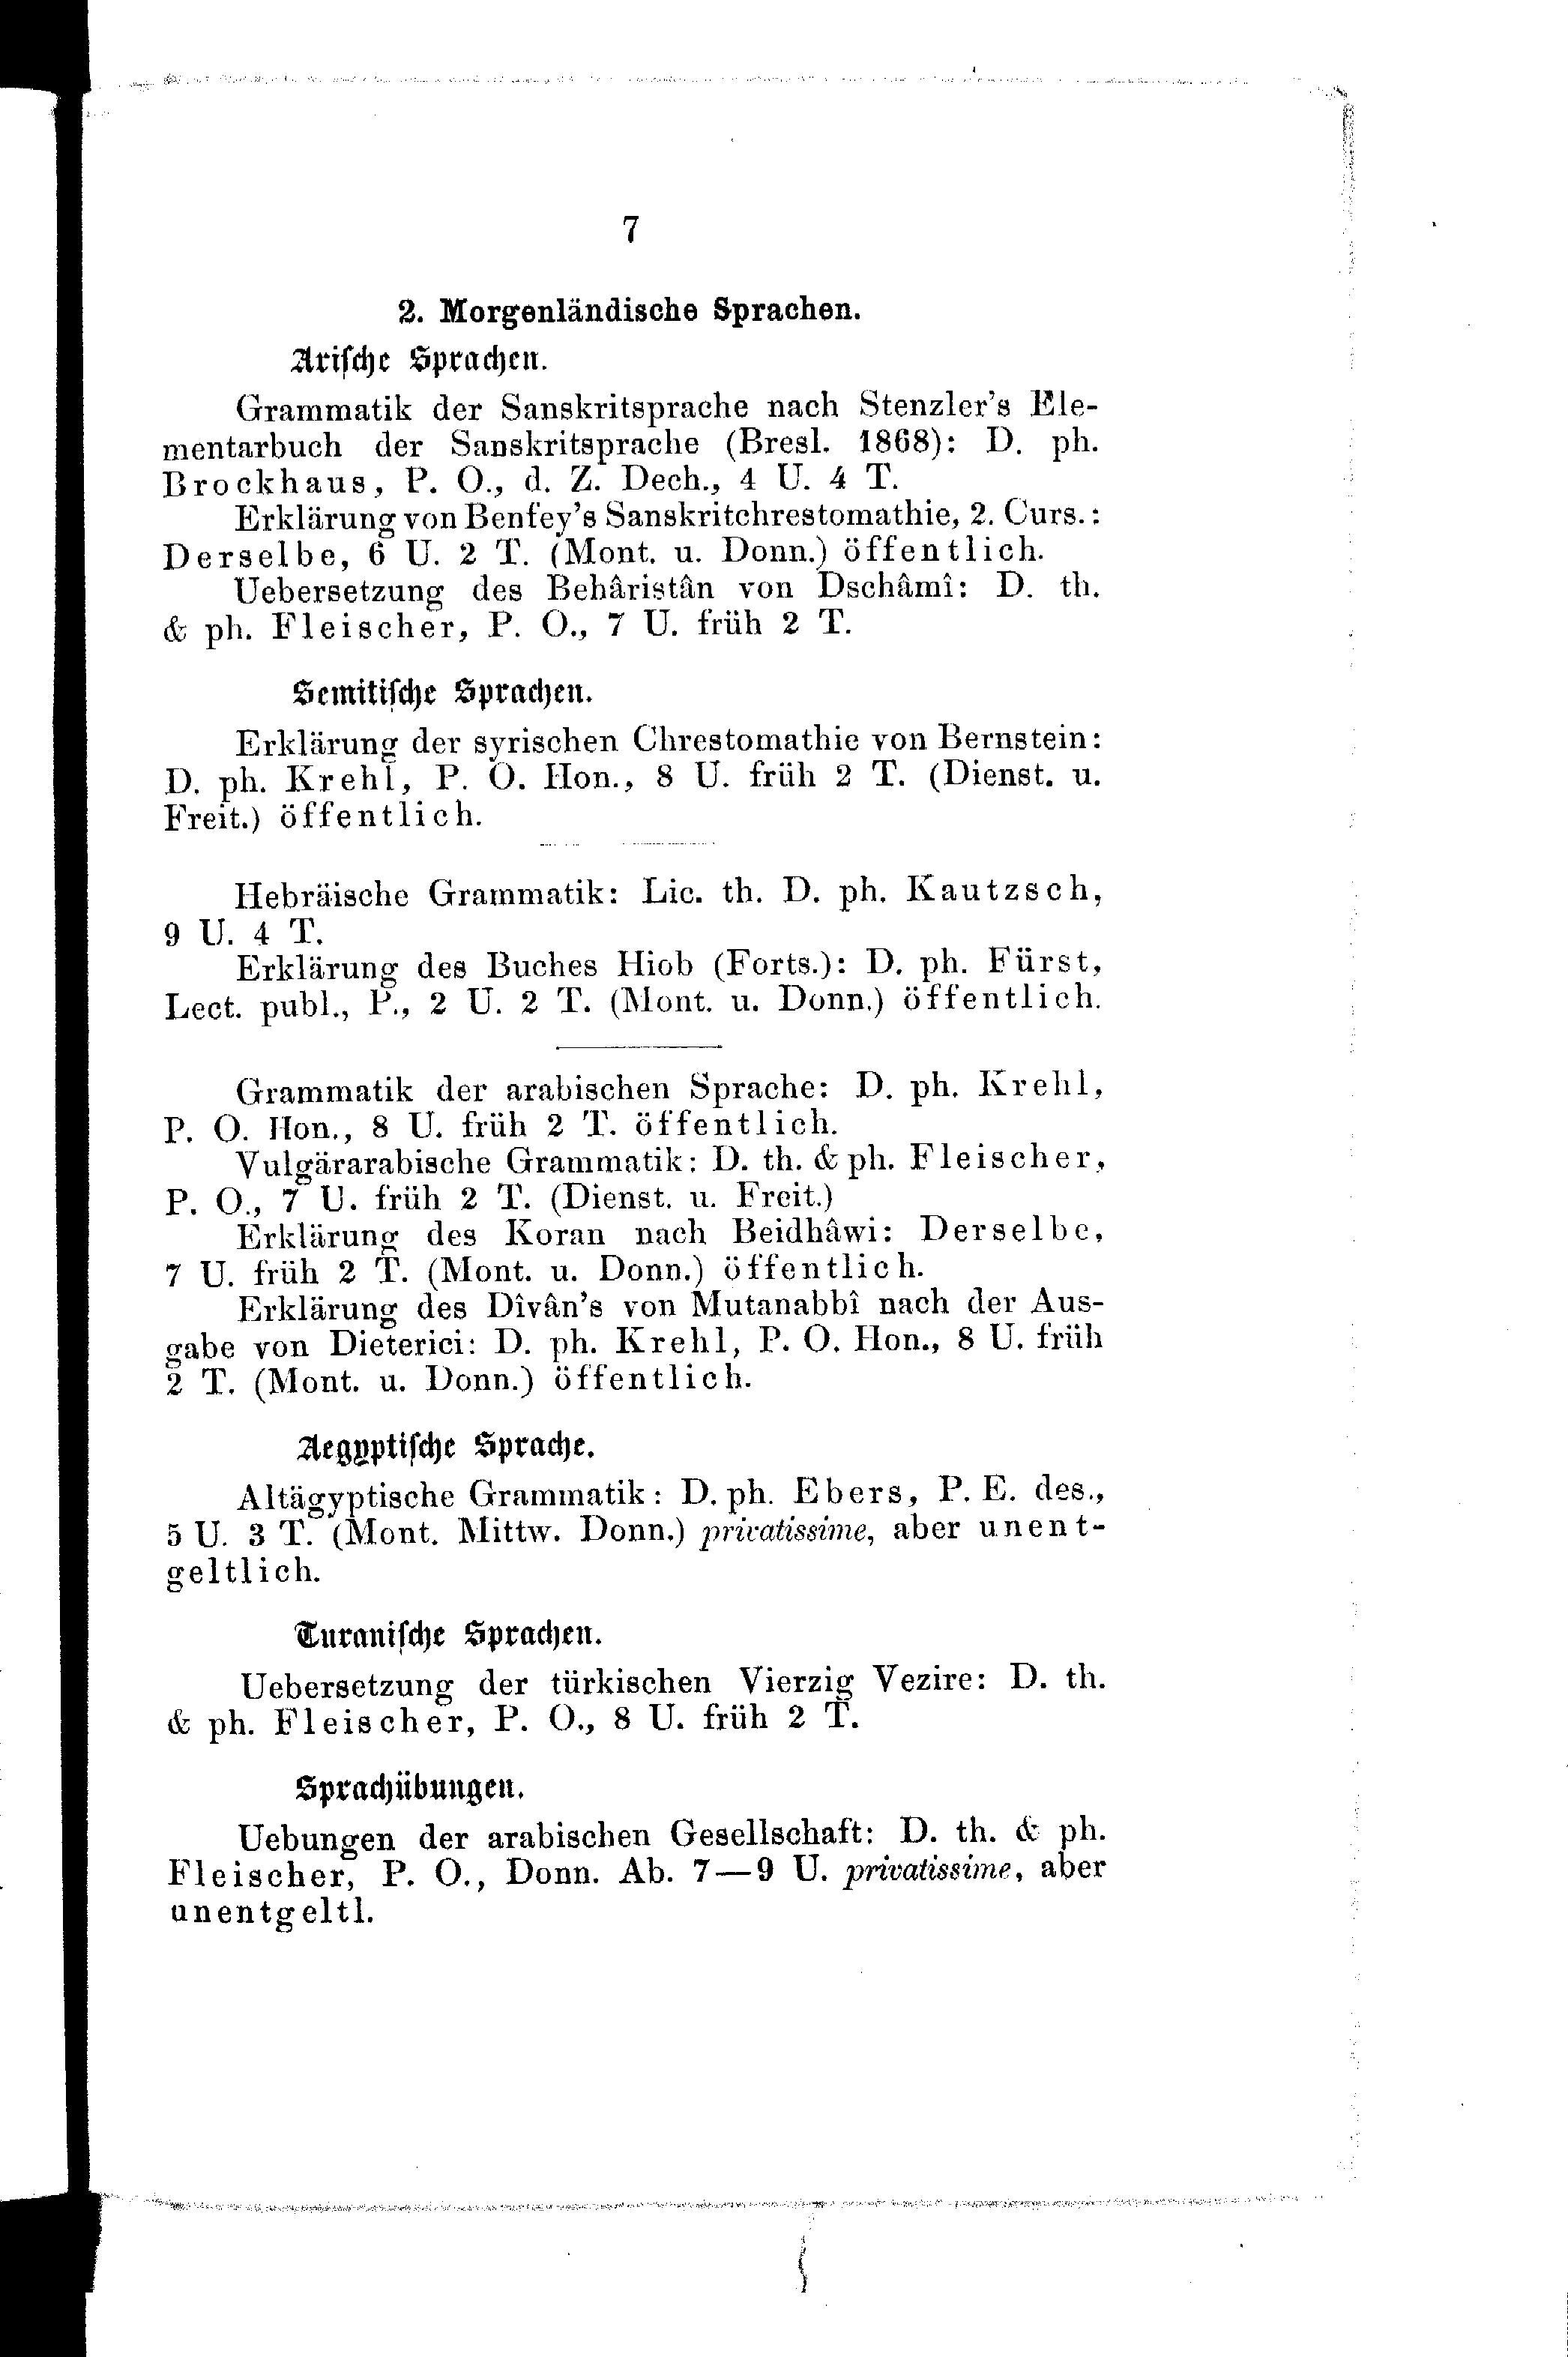 7
2. Morgenländische Sprachen.
Arische Sprachen.
Grammatik der Sanskritsprache nach Stenzler's Ele-
mentarbuch der Sanskritsprache (Bresl. 1868): D. ph.
Brockhaus, P. O., d. Z. Dech., 4 U. 4 T.
Erklärung von Benfey's Sanskritchrestomathie, 2. Curs.:
Derselbe, 6 U. 2 T. (Mont. u. Donn.) öffentlich.
Uebersetzung des Behâristân von Dschâmî: D. th.
& ph. Fleischer, P. O., 7 U. früh 2 T.
Semitische Sprachen.
Erklärung der syrischen Chrestomathie von Bernstein:
D. ph. Krehl, P. O. Hon., 8 U. früh 2 T. (Dienst. u.
Freit.) öffentlich.
Hebräische Grammatik: Lic. th. D. ph. Kautzsch,
9 U. 4 T.
Erklärung des Buches Hiob (Forts.): D. ph. Fürst,
Lect. publ., P., 2 U. 2 T. (Mont. u. Donn.) öffentlich.
Grammatik der arabischen Sprache: D. ph. Krehl,
P. O. Hon., 8 U. früh 2 T. öffentlich.
Vulgärarabische Grammatik: D. th. & ph. Fleischer,
P. O., 7 U. früh 2 T. (Dienst. u. Freit.)
Erklärung des Koran nach Beidhâwi: Derselbe,
7 U. früh 2 T. (Mont. u. Donn.) öffentlich.
Erklärung des Dîvân's von Mutanabbî nach der Aus-
gabe von Dieterici: D. ph. Krehl, P. O. Hon., 8 U. früh
2 T. (Mont. u. Donn.) öffentlich.
Aegyptische Sprache.
Altägyptische Grammatik: D. ph. Ebers, P. E. des.,
5 U. 3 T. (Mont. Mittw. Donn.) privatissime, aber unent-
geltlich.
Turanische Sprachen.
Uebersetzung der türkischen Vierzig Vezire: D. th.
& ph. Fleischer, P. O., 8 U. früh 2 T.
Sprachübungen.
Uebungen der arabischen Gesellschaft: D. th. & ph.
Fleischer, P. O., Donn. Ab. 7—9 U. privatissime, aber
unentgeltl.